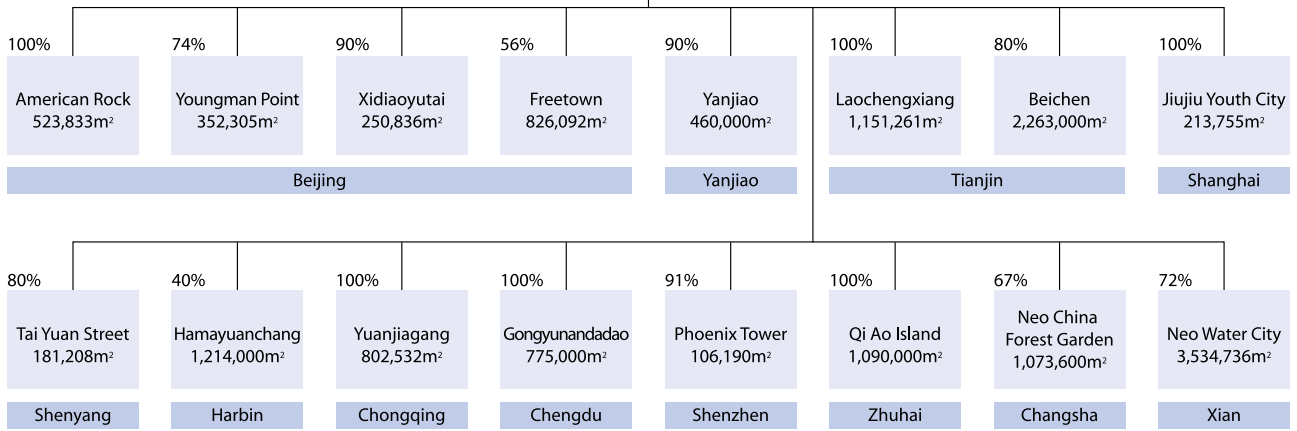 100%
74%
90%
56%
90%
100%
80%
100%
American Rock
523,833m²
Youngman Point
352,305m²
Xidiaoyutai
250,836m²
Freetown
826,092m²
Yanjiao
460,000m²
Laochengxiang
1,151,261m²
Beichen
2,263,000m²
Jiujiu Youth City
213,755m²
Beijing
Yanjiao
Tianjin
Shanghai
80%
40%
100%
100%
91%
100%
67%
72%
Tai Yuan Street
181,208m²
Hamayuanchang
1,214,000m²
Yuanjiagang
802,532m²
Gongyunandadao
775,000m²
Phoenix Tower
106,190m²
Qi Ao Island
1,090,000m²
Neo China
Forest Garden
1,073,600m²
Neo Water City
3,534,736m²
Shenyang
Harbin
Chongqing
Chengdu
Shenzhen
Zhuhai
Changsha
Xian